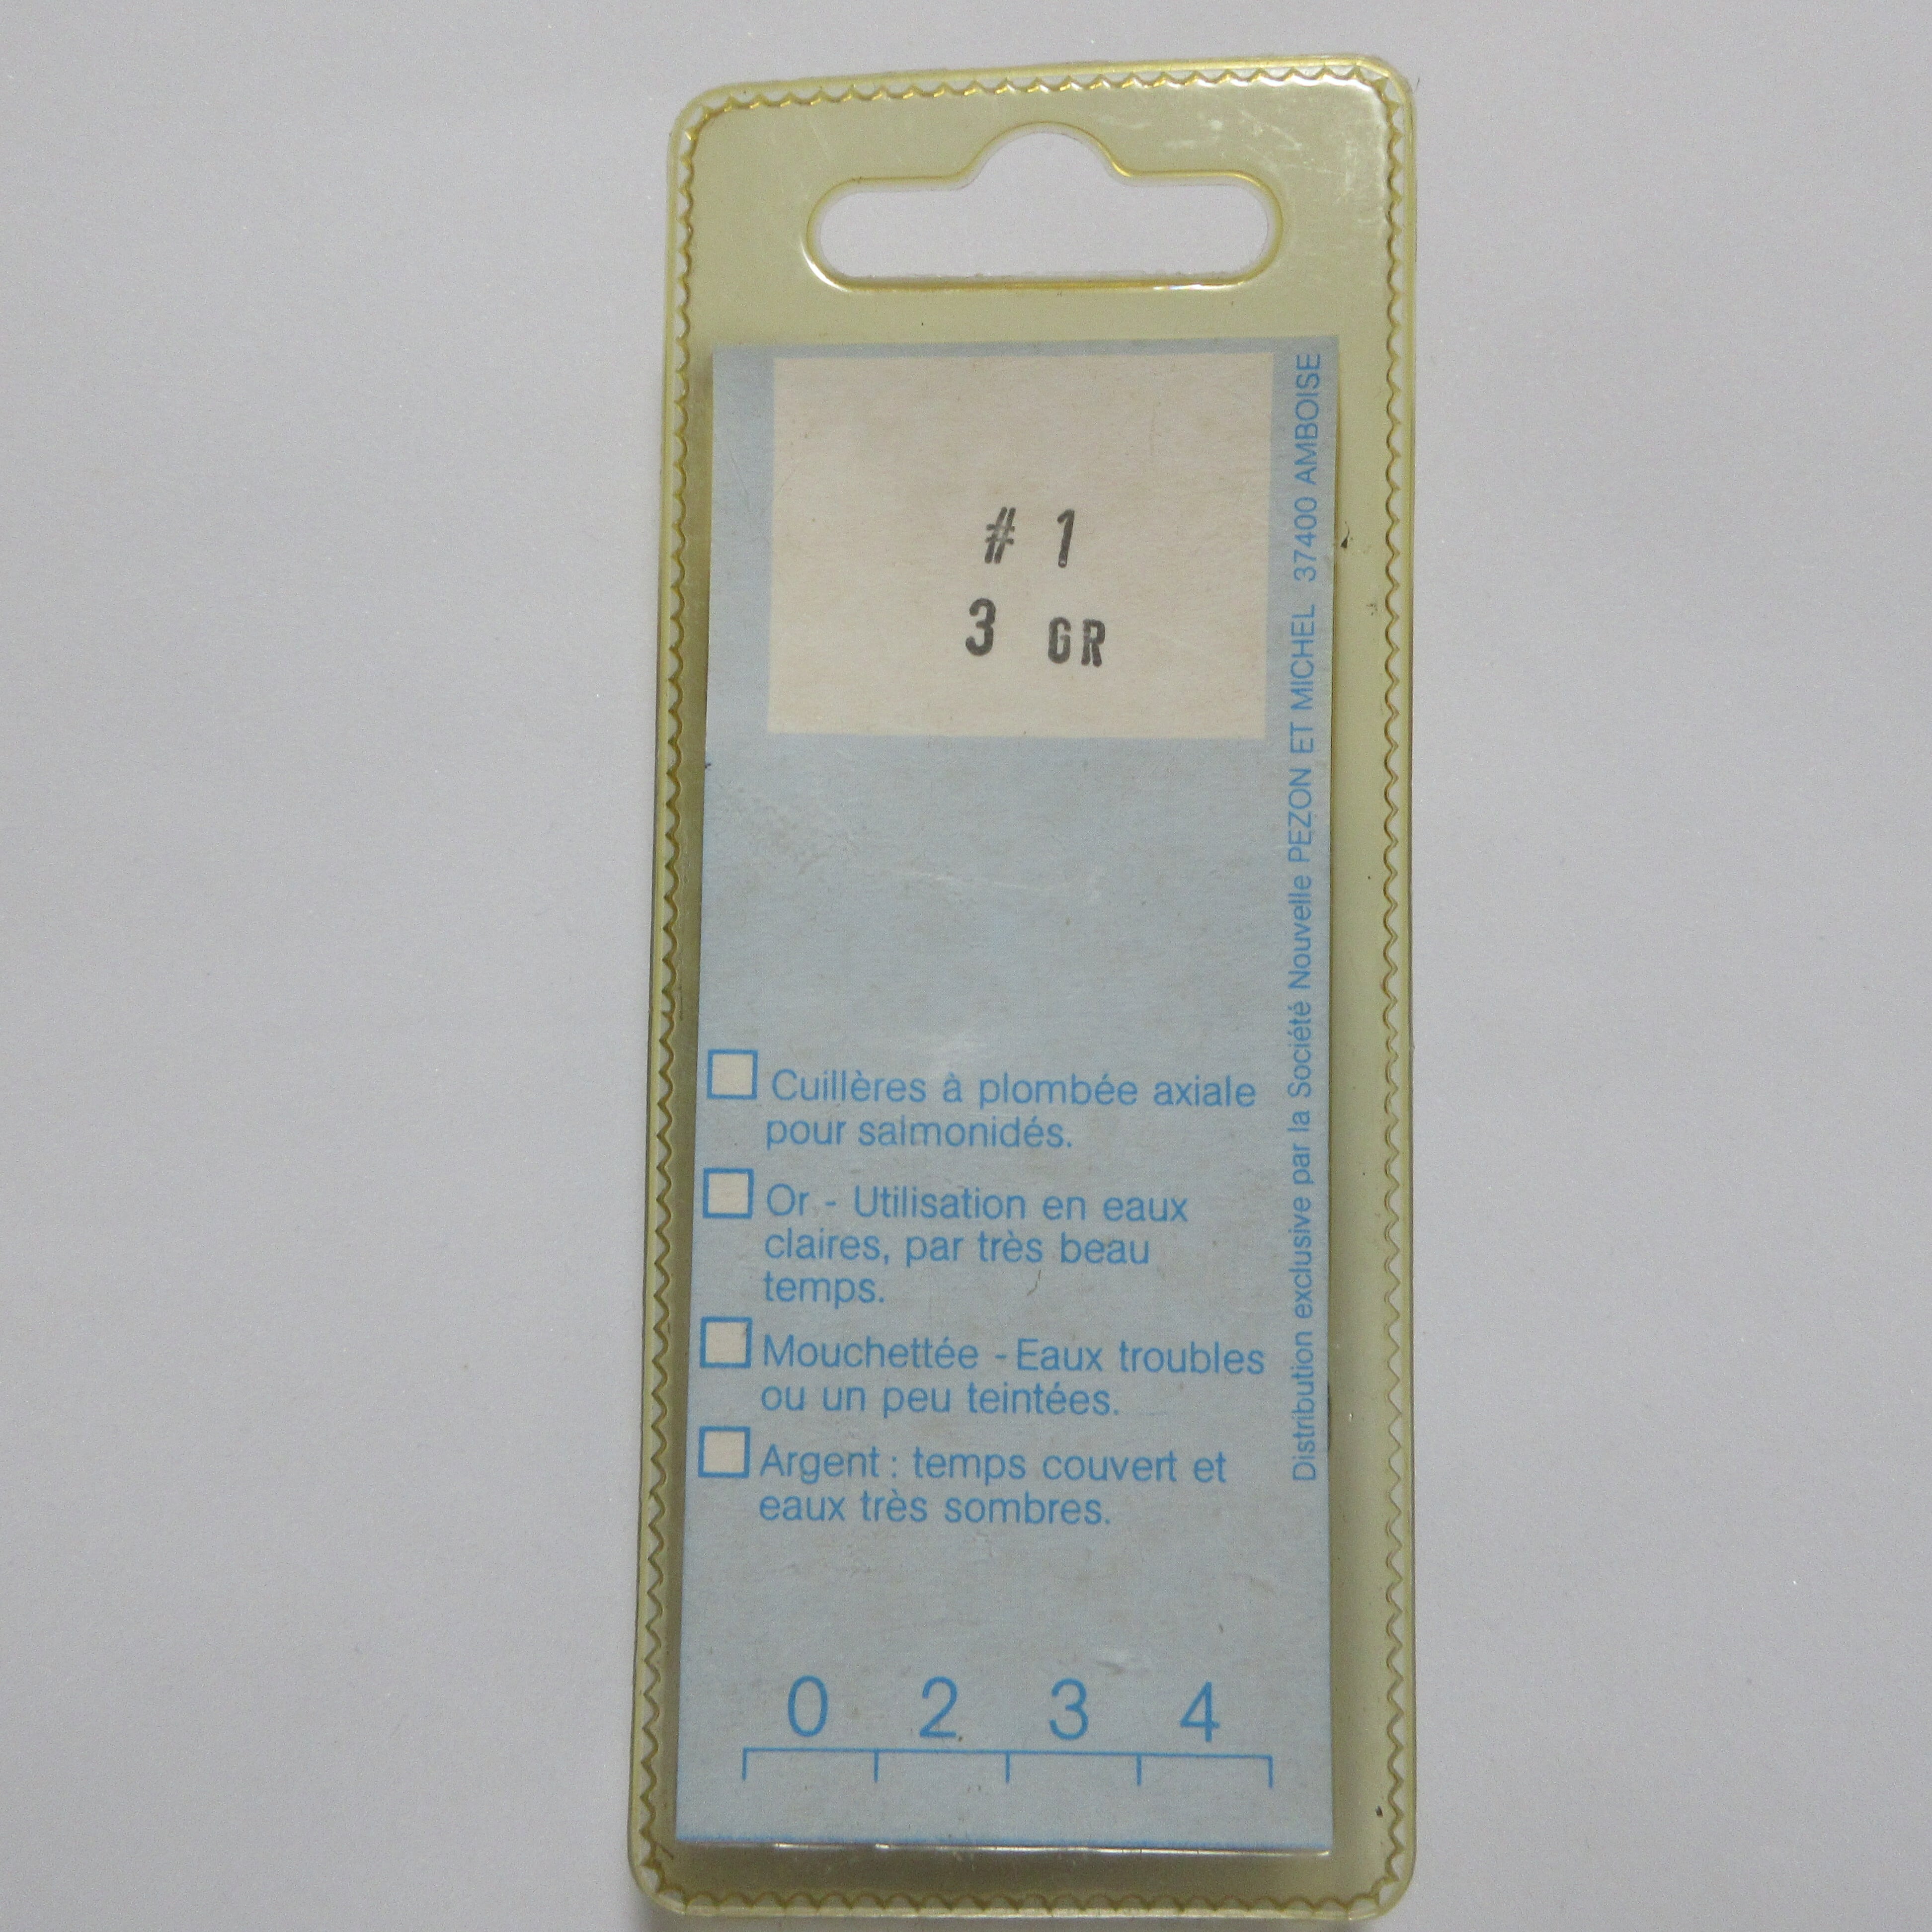 # 1
3 GR
Cuillères à plombée axiale
pour salmonidés.
Or - Utilisation en eaux
claires, par très beau
temps.
Mouchettée - Eaux troubles
ou un peu teintées.
Argent : temps couvert et
eaux très sombres.
0 2 3 4
Distribution exclusive par la Société Nouvelle PEZON ET MICHEL 37400 AMBOISE